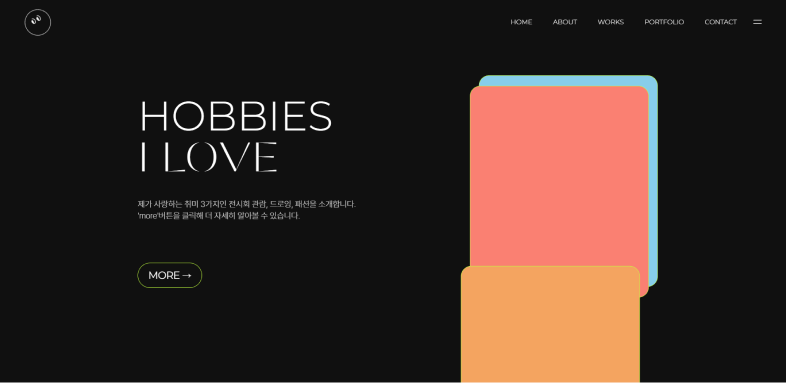 HOME ABOUT WORKS PORTFOLIO CONTACT
HOBBIES
I LOVE
제가 사랑하는 취미 3가지인 전시회 관람, 드로잉, 패션을 소개합니다.
'more'버튼을 클릭해 더 자세히 알아볼 수 있습니다.
MORE →